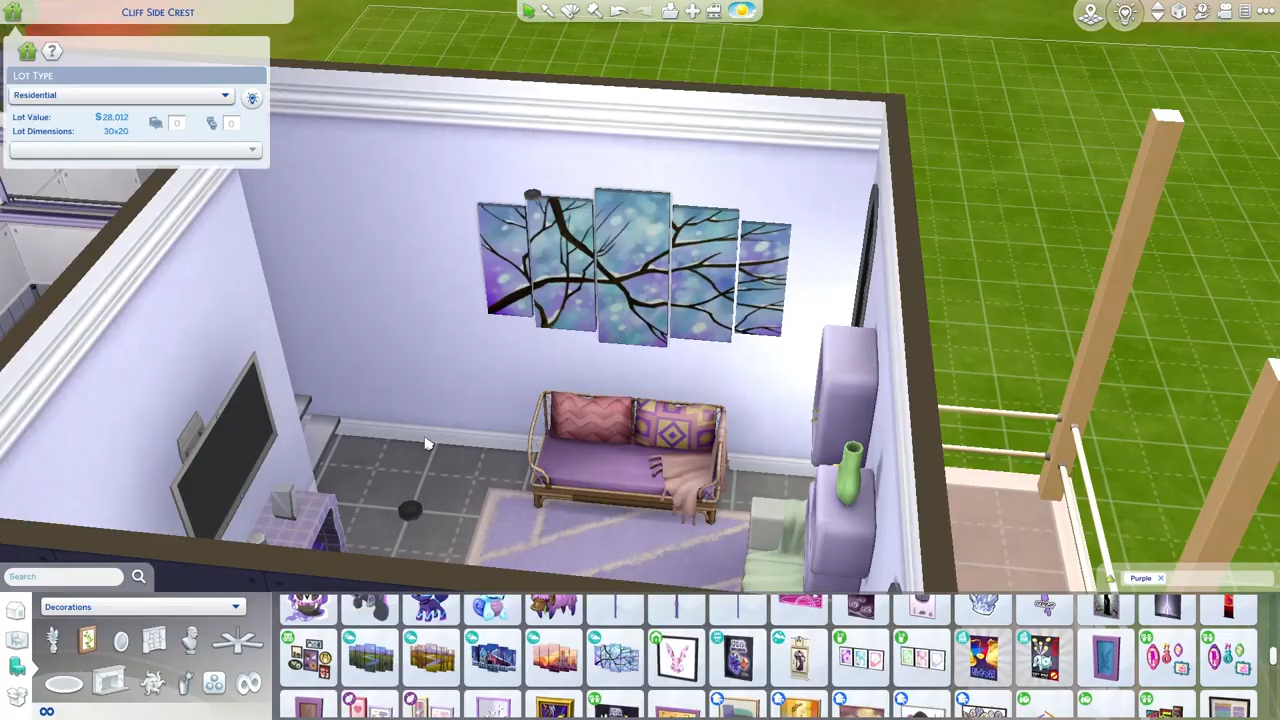 CLIFF SIDE CREST
LOT TYPE
Residential
Lot Value: §28,012
0
0
Lot Dimensions: 30x20
Search
Purple
Decorations